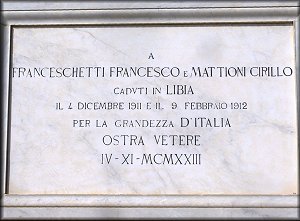 A
FRANCESCHETTI FRANCESCO E MATTIONI CIRILLO
CADUTI IN LIBIA
IL 4 DICEMBRE 1911 E IL 9 FEBBRAIO 1912
PER LA GRANDEZZA D'ITALIA
OSTRA VETERE
IV-XI-MCMXXIII